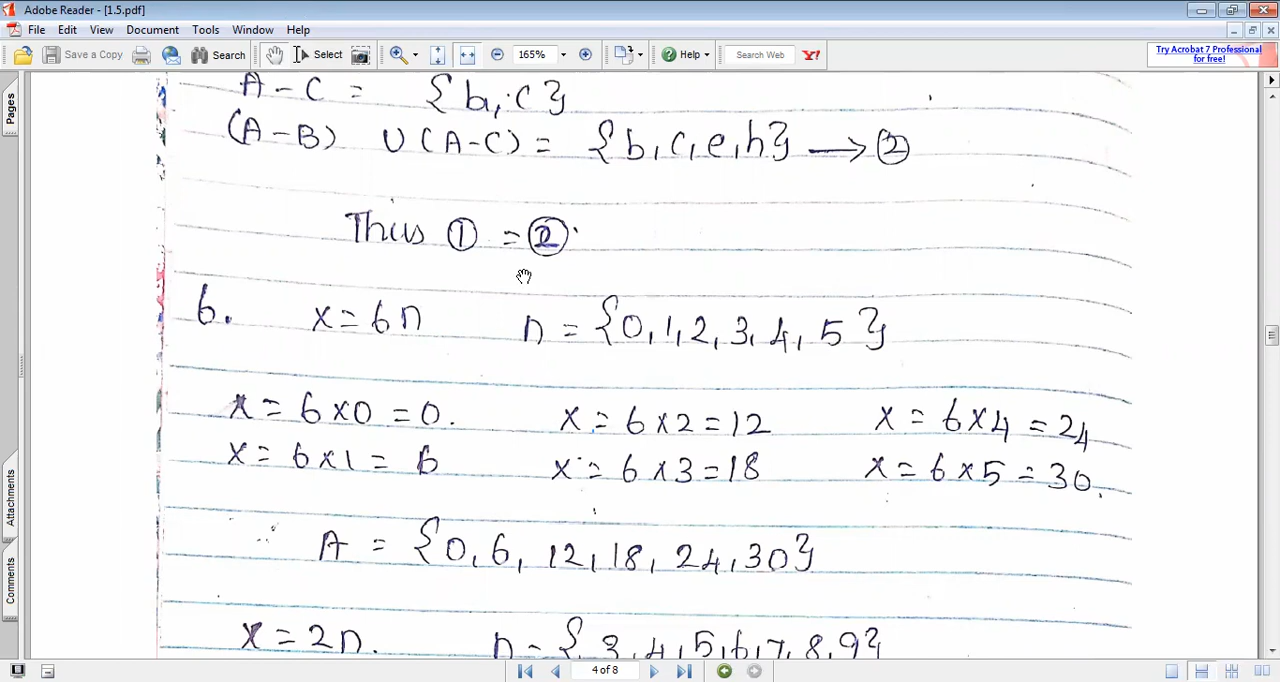 Adobe Reader - [1.5.pdf]
File Edit View Document Tools Window Help
Save a Copy Search Select 165% Help Search Web Y! Try Acrobat 7 Professional for free!
Pages
Attachments
Comments
A - C = {b, c}
(A-B) U (A-C) = {b, c, e, h} → ②
Thus ① = ②.
6. x = 6n n = {0, 1, 2, 3, 4, 5}
x = 6 x 0 = 0. x = 6 x 2 = 12 x = 6 x 4 = 24
x = 6 x 1 = 6 x = 6 x 3 = 18 x = 6 x 5 = 30.
∴ A = {0, 6, 12, 18, 24, 30}
x = 2n. n = {3, 4, 5, 6, 7, 8, 9}
4 of 8